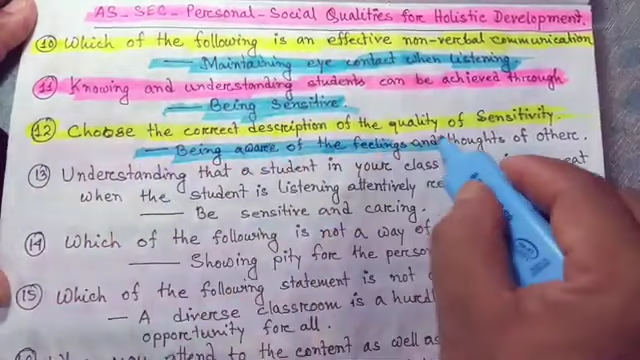 AS_SEC_ Personal-Social Qualities for Holistic Development.
10 Which of the following is an effective non-verbal communication
— Maintaining eye contact when listening.
11 Knowing and understanding students can be achieved through
— Being Sensitive.
12 Choose the correct description of the quality of Sensitivity.
— Being aware of the feelings and thoughts of other.
13 Understanding that a student in your class
when the student is listening attentively
— Be sensitive and caring.
14 Which of the following is not a way of
— Showing pity for the
15 Which of the following statement is not
— A diverse classroom is a
opportunity for all.
attend to the content as well as